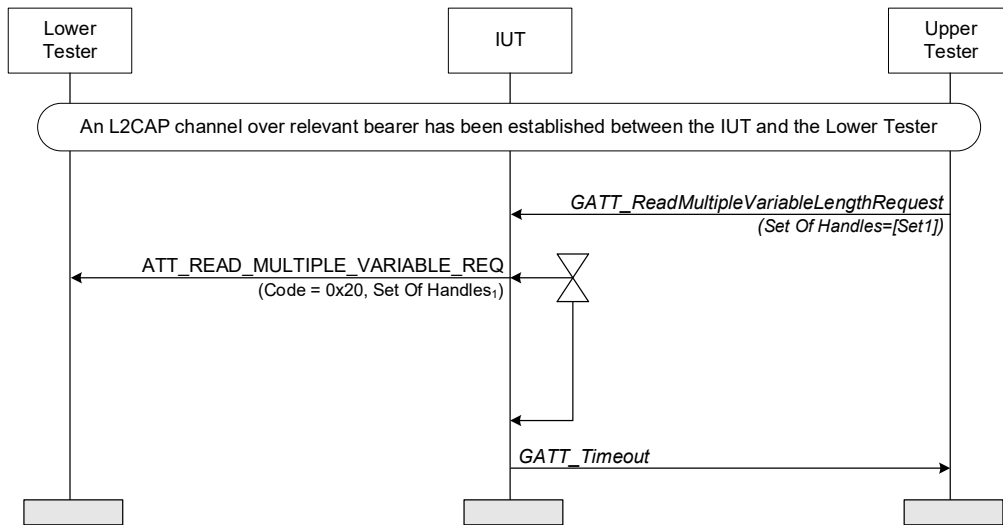 Lower
Tester
IUT
Upper
Tester
An L2CAP channel over relevant bearer has been established between the IUT and the Lower Tester
GATT_ReadMultipleVariableLengthRequest
(Set Of Handles=[Set1])
ATT_READ_MULTIPLE_VARIABLE_REQ
(Code = 0x20, Set Of Handles₁)
GATT_Timeout